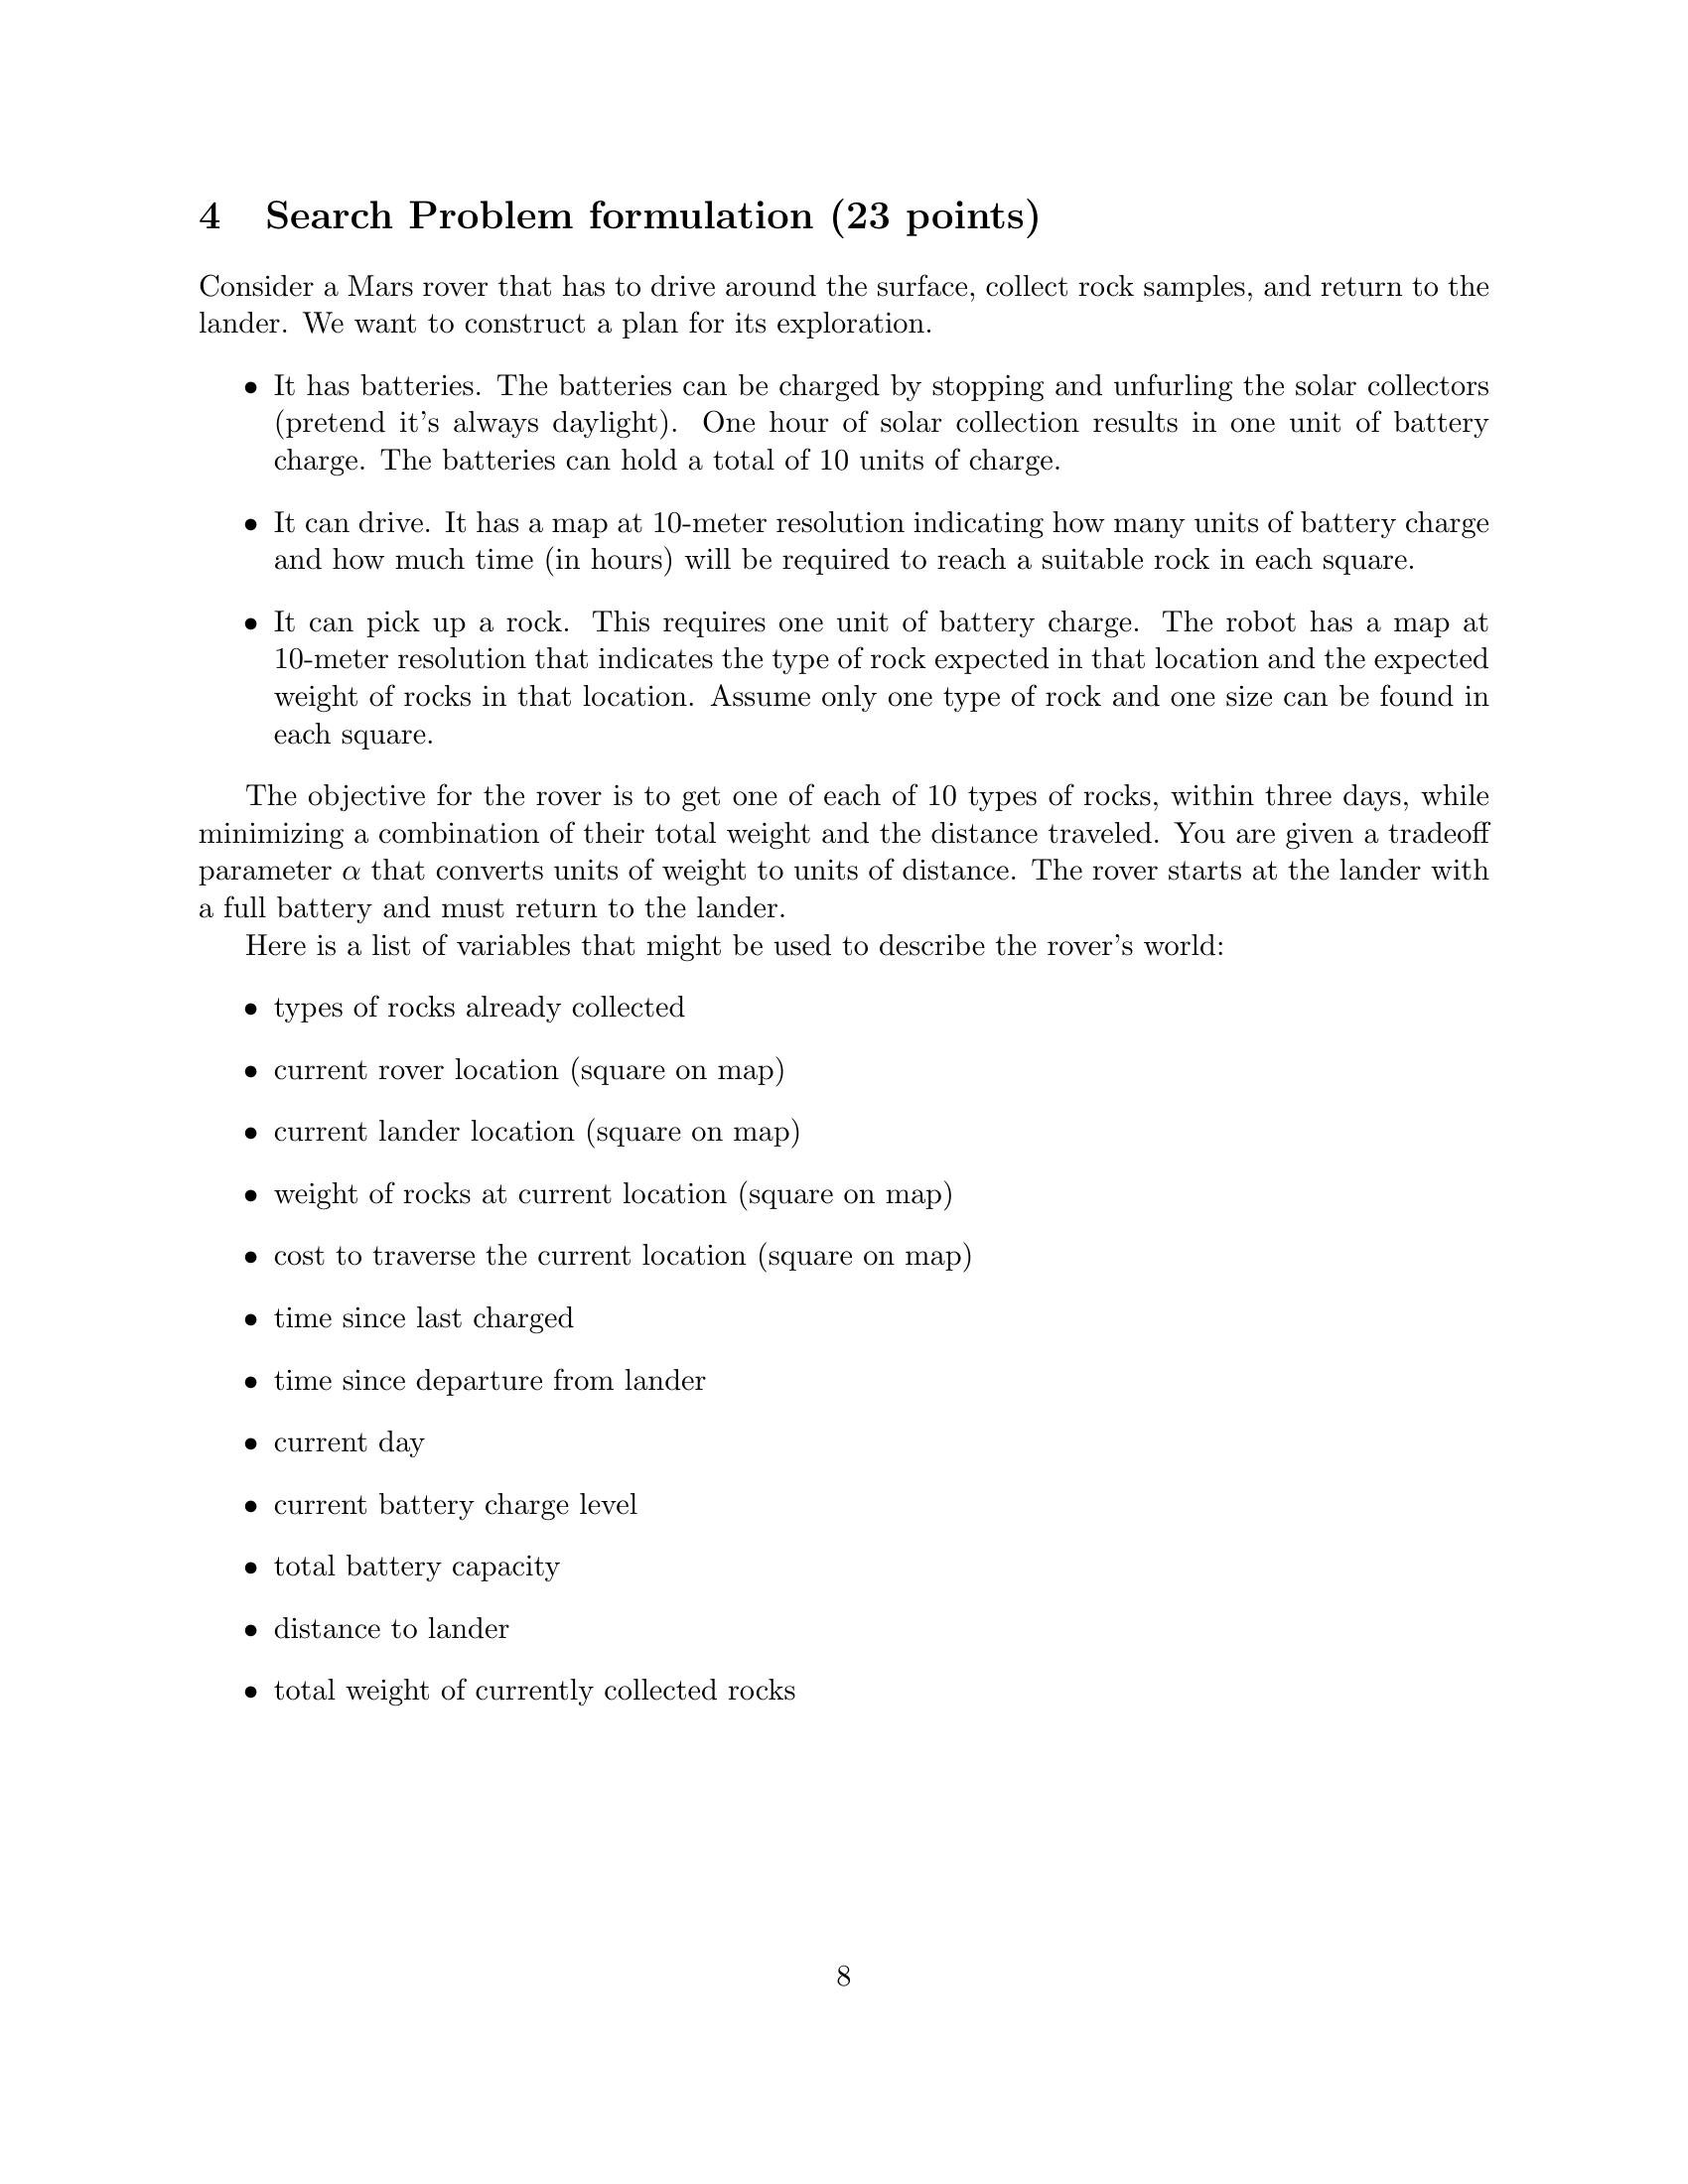 4 Search Problem formulation (23 points)
Consider a Mars rover that has to drive around the surface, collect rock samples, and return to the
lander. We want to construct a plan for its exploration.
• It has batteries. The batteries can be charged by stopping and unfurling the solar collectors
(pretend it's always daylight). One hour of solar collection results in one unit of battery
charge. The batteries can hold a total of 10 units of charge.
• It can drive. It has a map at 10-meter resolution indicating how many units of battery charge
and how much time (in hours) will be required to reach a suitable rock in each square.
• It can pick up a rock. This requires one unit of battery charge. The robot has a map at
10-meter resolution that indicates the type of rock expected in that location and the expected
weight of rocks in that location. Assume only one type of rock and one size can be found in
each square.
The objective for the rover is to get one of each of 10 types of rocks, within three days, while
minimizing a combination of their total weight and the distance traveled. You are given a tradeoff
parameter α that converts units of weight to units of distance. The rover starts at the lander with
a full battery and must return to the lander.
Here is a list of variables that might be used to describe the rover's world:
• types of rocks already collected
• current rover location (square on map)
• current lander location (square on map)
• weight of rocks at current location (square on map)
• cost to traverse the current location (square on map)
• time since last charged
• time since departure from lander
• current day
• current battery charge level
• total battery capacity
• distance to lander
• total weight of currently collected rocks
8